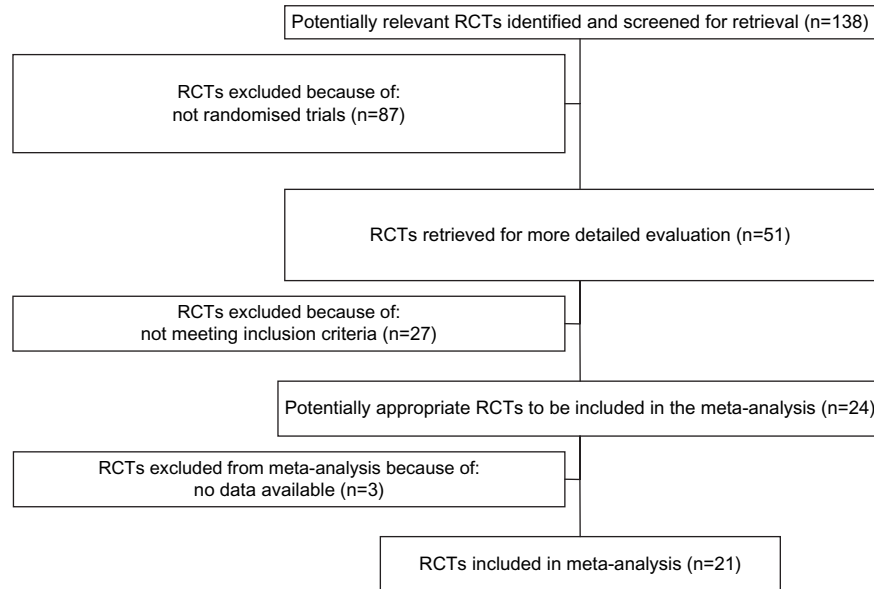 Potentially relevant RCTs identified and screened for retrieval (n=138)
RCTs excluded because of:
not randomised trials (n=87)
RCTs retrieved for more detailed evaluation (n=51)
RCTs excluded because of:
not meeting inclusion criteria (n=27)
Potentially appropriate RCTs to be included in the meta-analysis (n=24)
RCTs excluded from meta-analysis because of:
no data available (n=3)
RCTs included in meta-analysis (n=21)